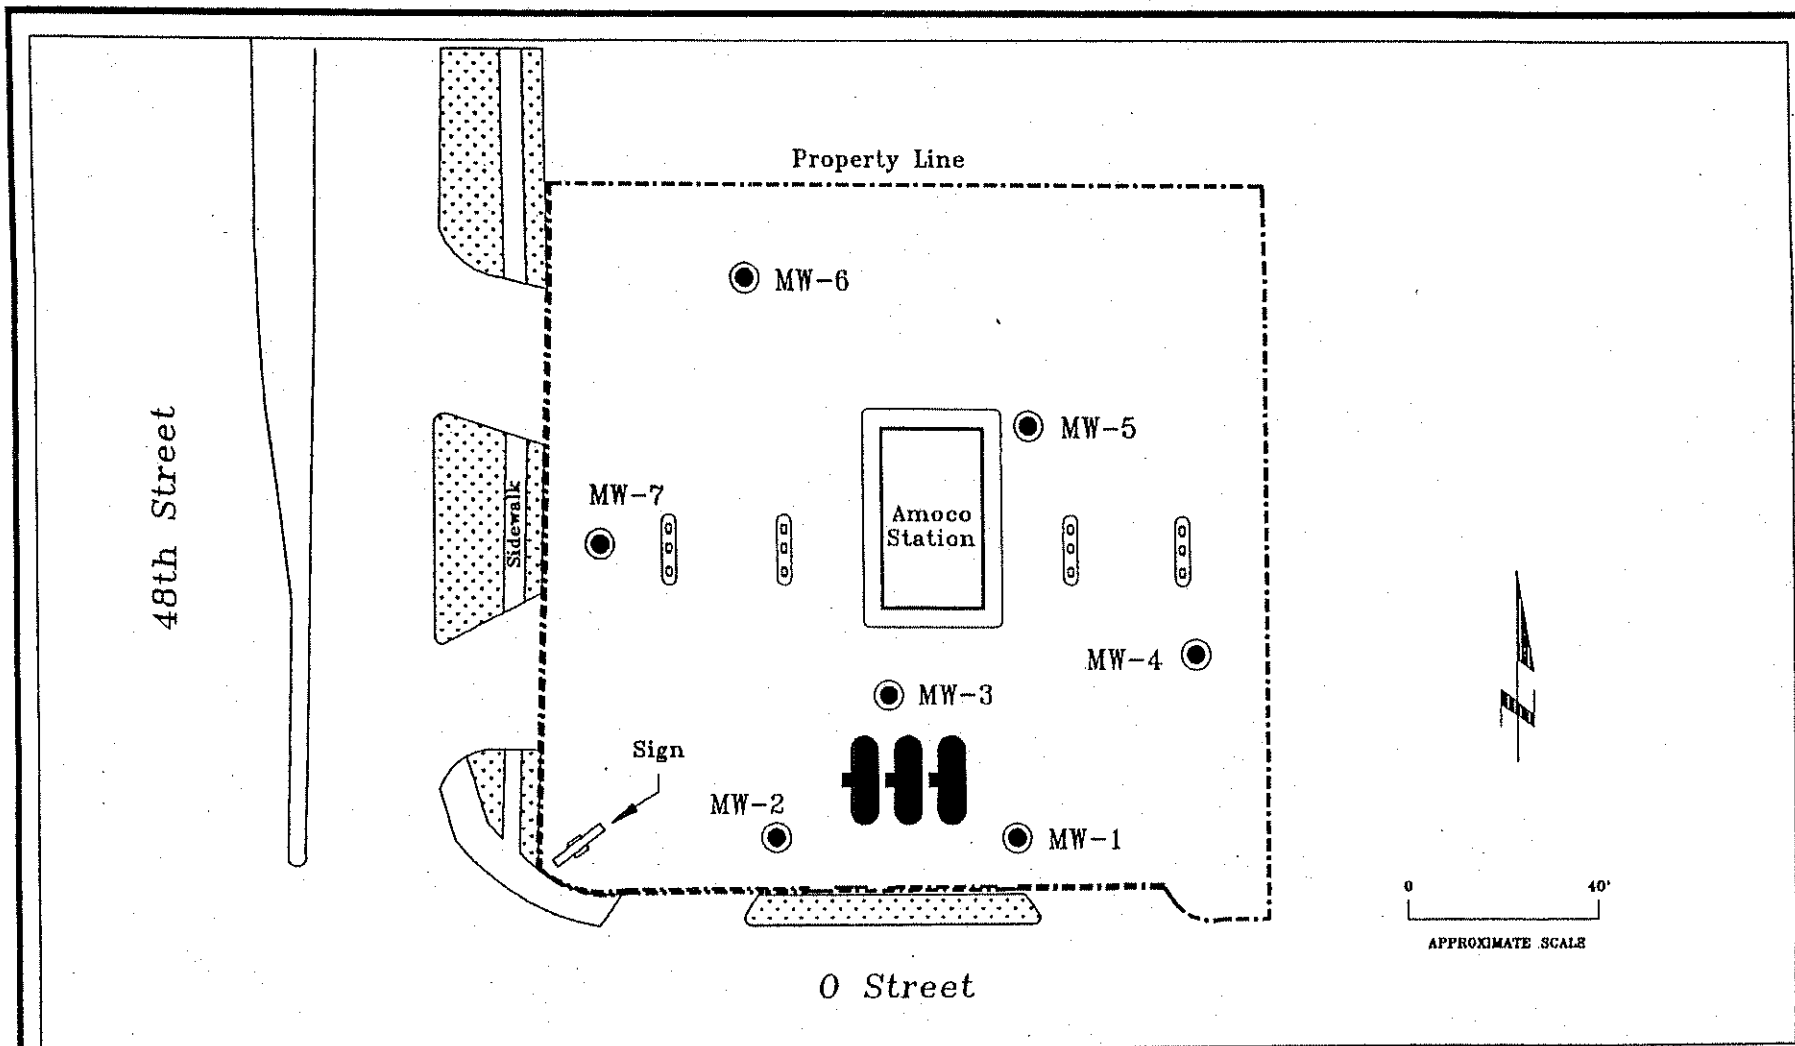 Property Line
MW-6
MW-5
48th Street
MW-7
Sidewalk
Amoco
Station
MW-4
MW-3
Sign
MW-2
MW-1
0
40'
APPROXIMATE SCALE
O Street